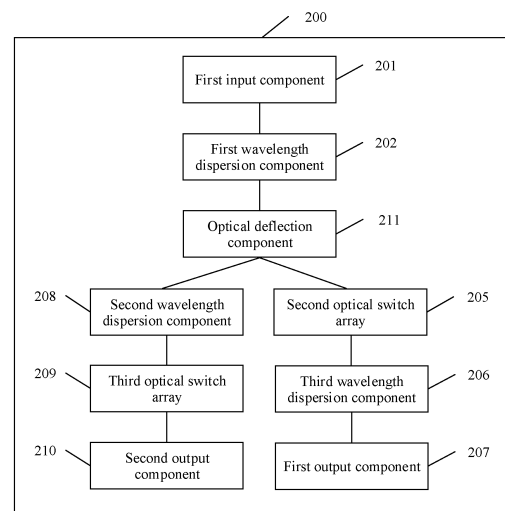 200
First input component
201
First wavelength
dispersion component
202
Optical deflection
component
211
208
Second wavelength
dispersion component
Second optical switch
array
205
209
Third optical switch
array
Third wavelength
dispersion component
206
210
Second output
component
First output component
207